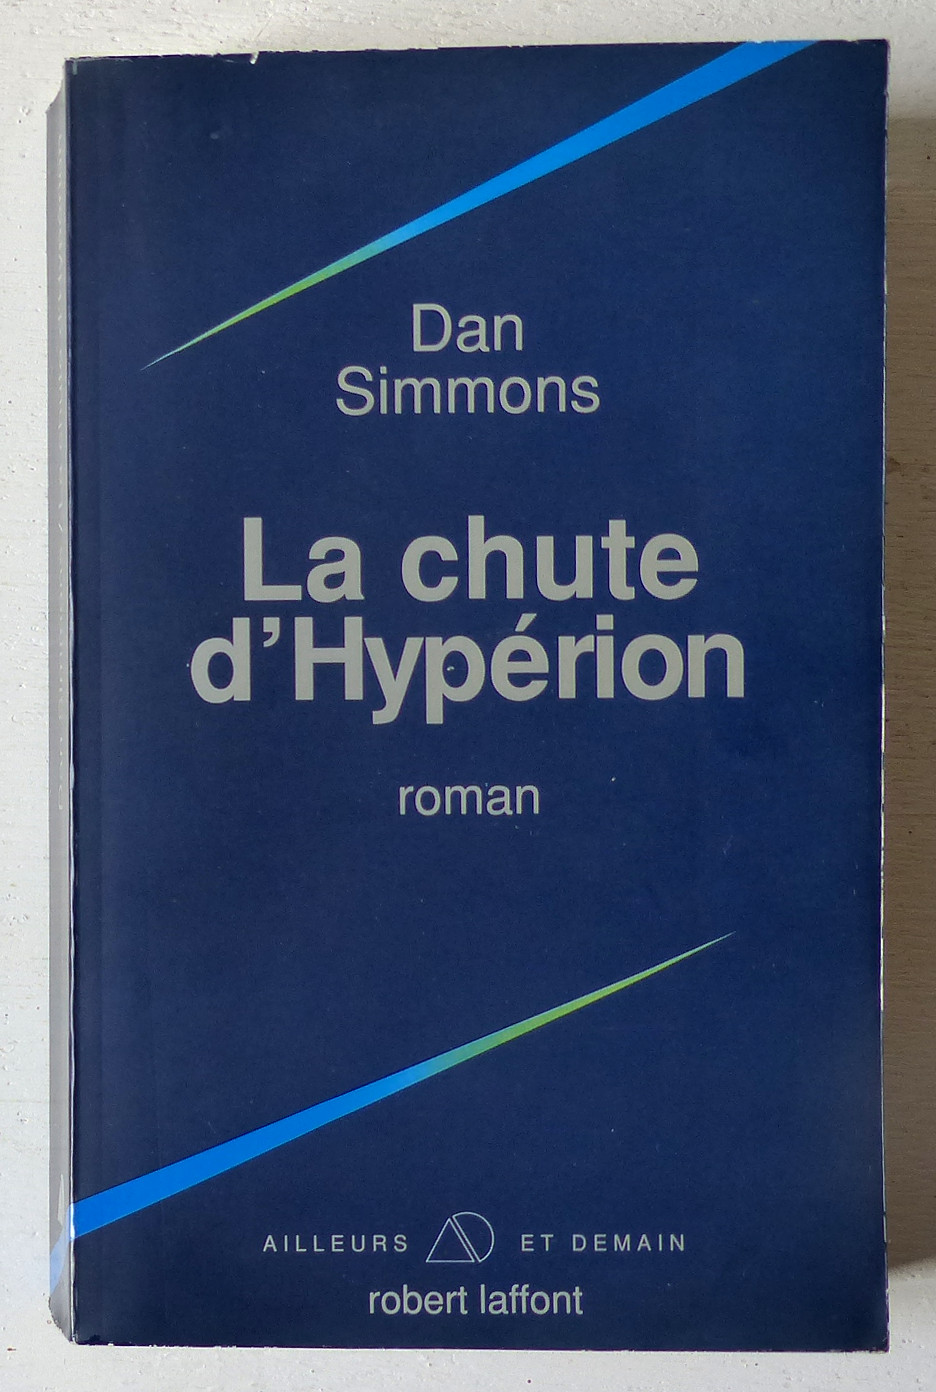 Dan
Simmons
La chute
d'Hypérion
roman
AILLEURS ET DEMAIN
robert laffont